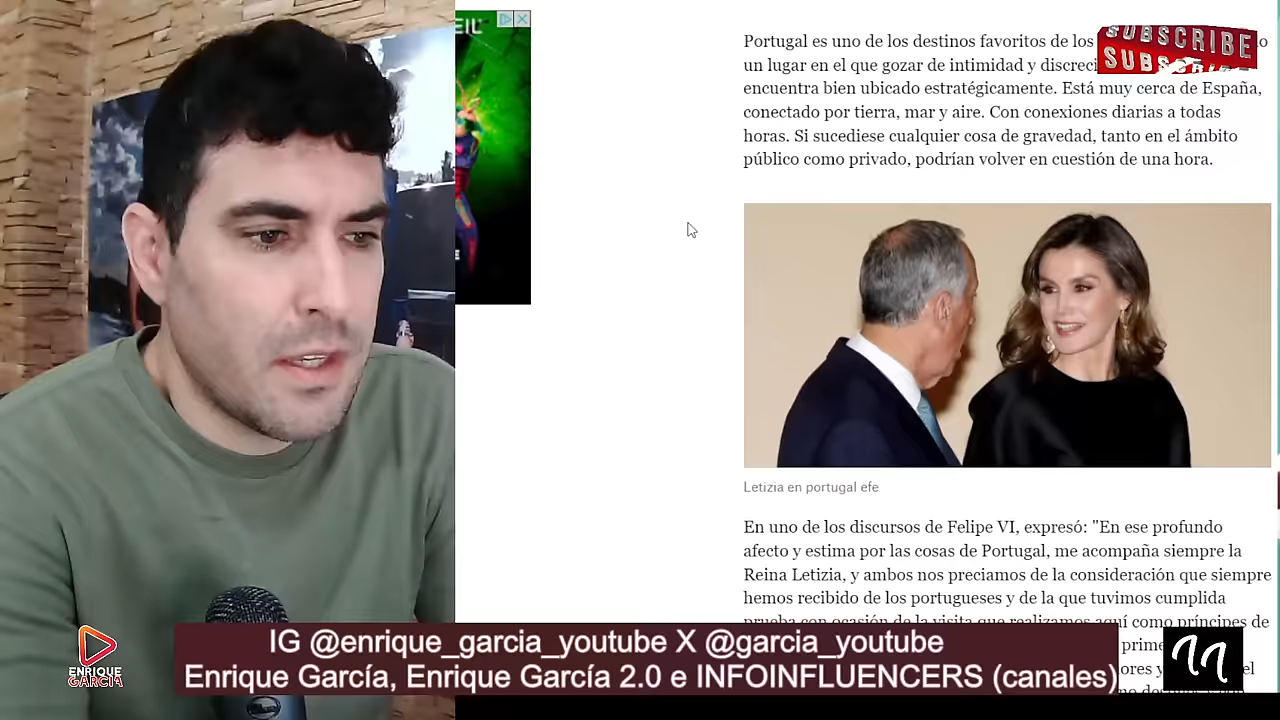 EIL
Portugal es uno de los destinos favoritos de los
un lugar en el que gozar de intimidad y discreci
encuentra bien ubicado estratégicamente. Está muy cerca de España,
conectado por tierra, mar y aire. Con conexiones diarias a todas
horas. Si sucediese cualquier cosa de gravedad, tanto en el ámbito
público como privado, podrían volver en cuestión de una hora.
SUBSCRIBE
Letizia en portugal efe
En uno de los discursos de Felipe VI, expresó: "En ese profundo
afecto y estima por las cosas de Portugal, me acompaña siempre la
Reina Letizia, y ambos nos preciamos de la consideración que siempre
hemos recibido de los portugueses y de la que tuvimos cumplida
prueba con ocasión de la visita que realizamos aquí como príncipes de
IG @enrique_garcia_youtube X @garcia_youtube
Enrique García, Enrique García 2.0 e INFOINFLUENCERS (canales)
ENRIQUE
GARCÍA